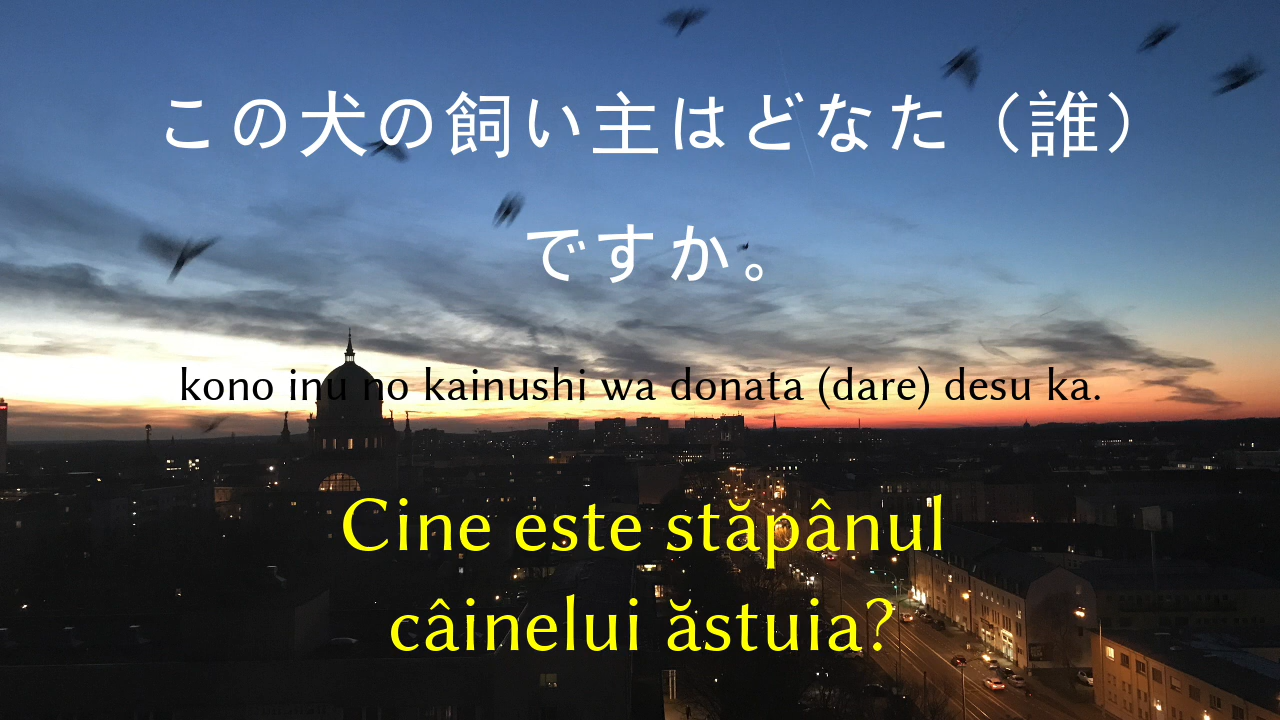 この犬の飼い主はどなた（誰）
ですか。
kono inu no kainushi wa donata (dare) desu ka.
Cine este stăpânul
câinelui ăstuia?